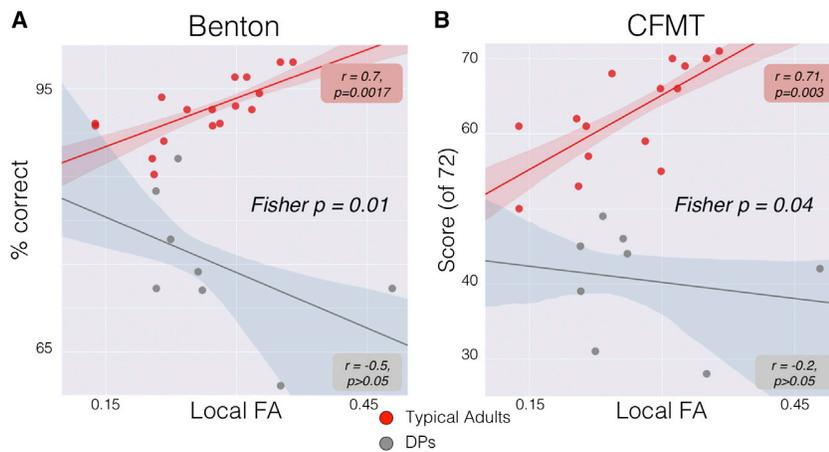 A
Benton
95
r = 0.7,
p=0.0017
% correct
Fisher p = 0.01
65
r = -0.5,
p>0.05
0.15
Local FA
0.45
B
CFMT
70
r = 0.71,
p=0.003
60
Score (of 72)
Fisher p = 0.04
40
30
r = -0.2,
p>0.05
0.15
Local FA
0.45
Typical Adults
DPs